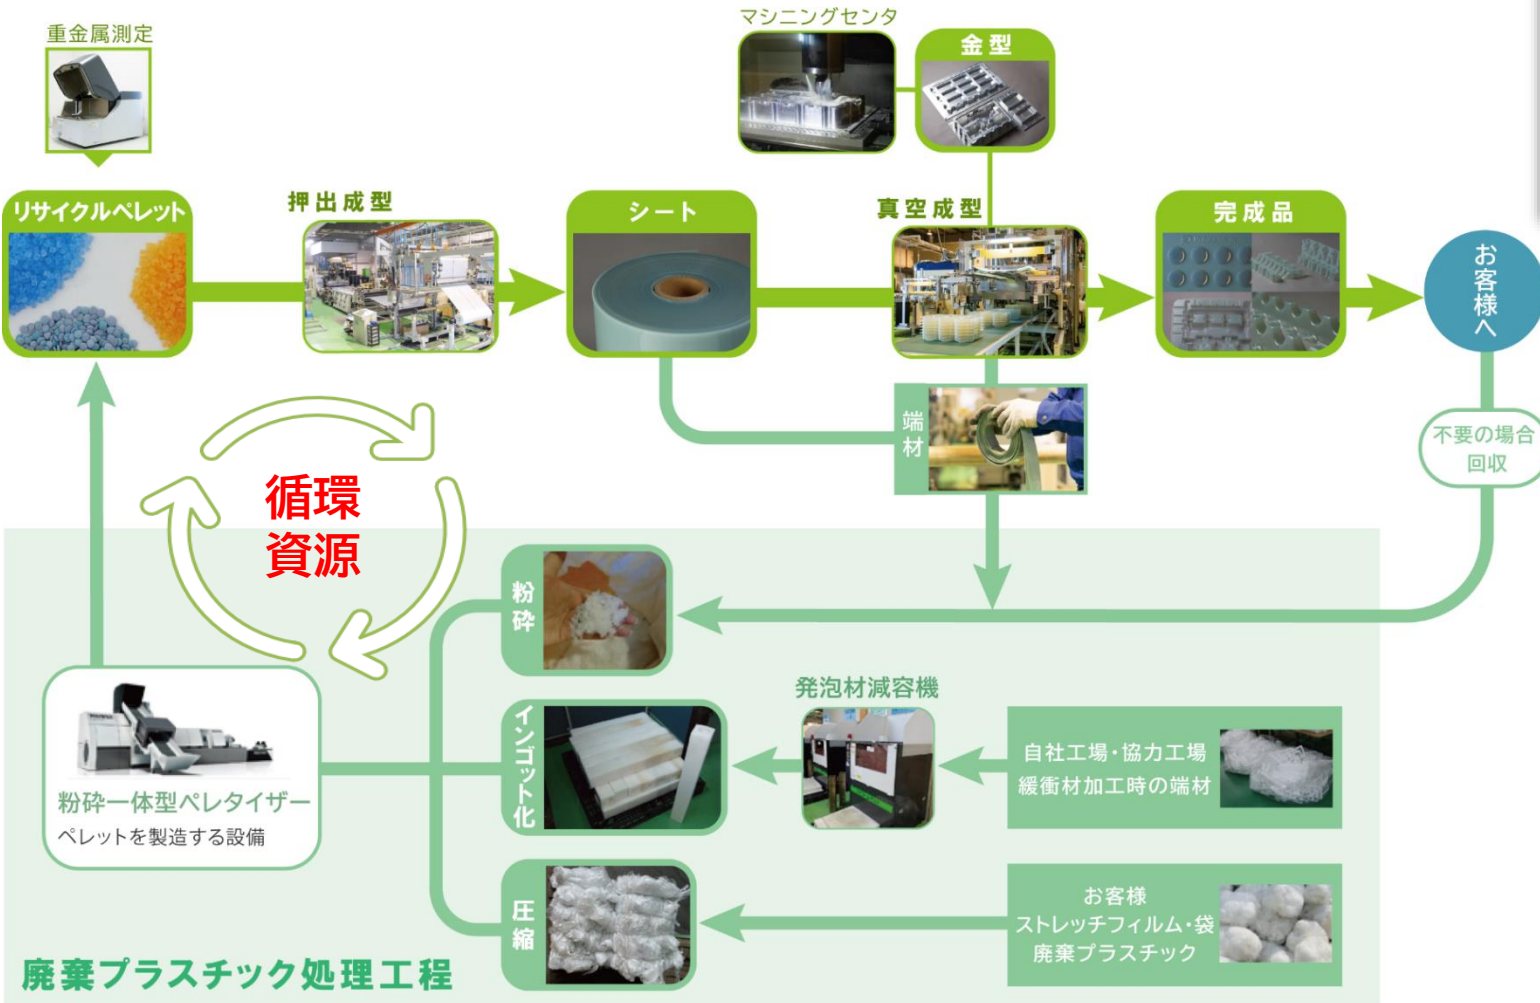 マシニングセンタ
重金属測定
金型
リサイクルペレット
押出成型
シート
真空成型
完成品
お客様へ
端材
不要の場合
回収
循環
資源
粉砕
発泡材減容機
インゴット化
自社工場・協力工場
緩衝材加工時の端材
粉砕一体型ペレタイザー
ペレットを製造する設備
圧縮
お客様
ストレッチフィルム・袋
廃棄プラスチック
廃棄プラスチック処理工程